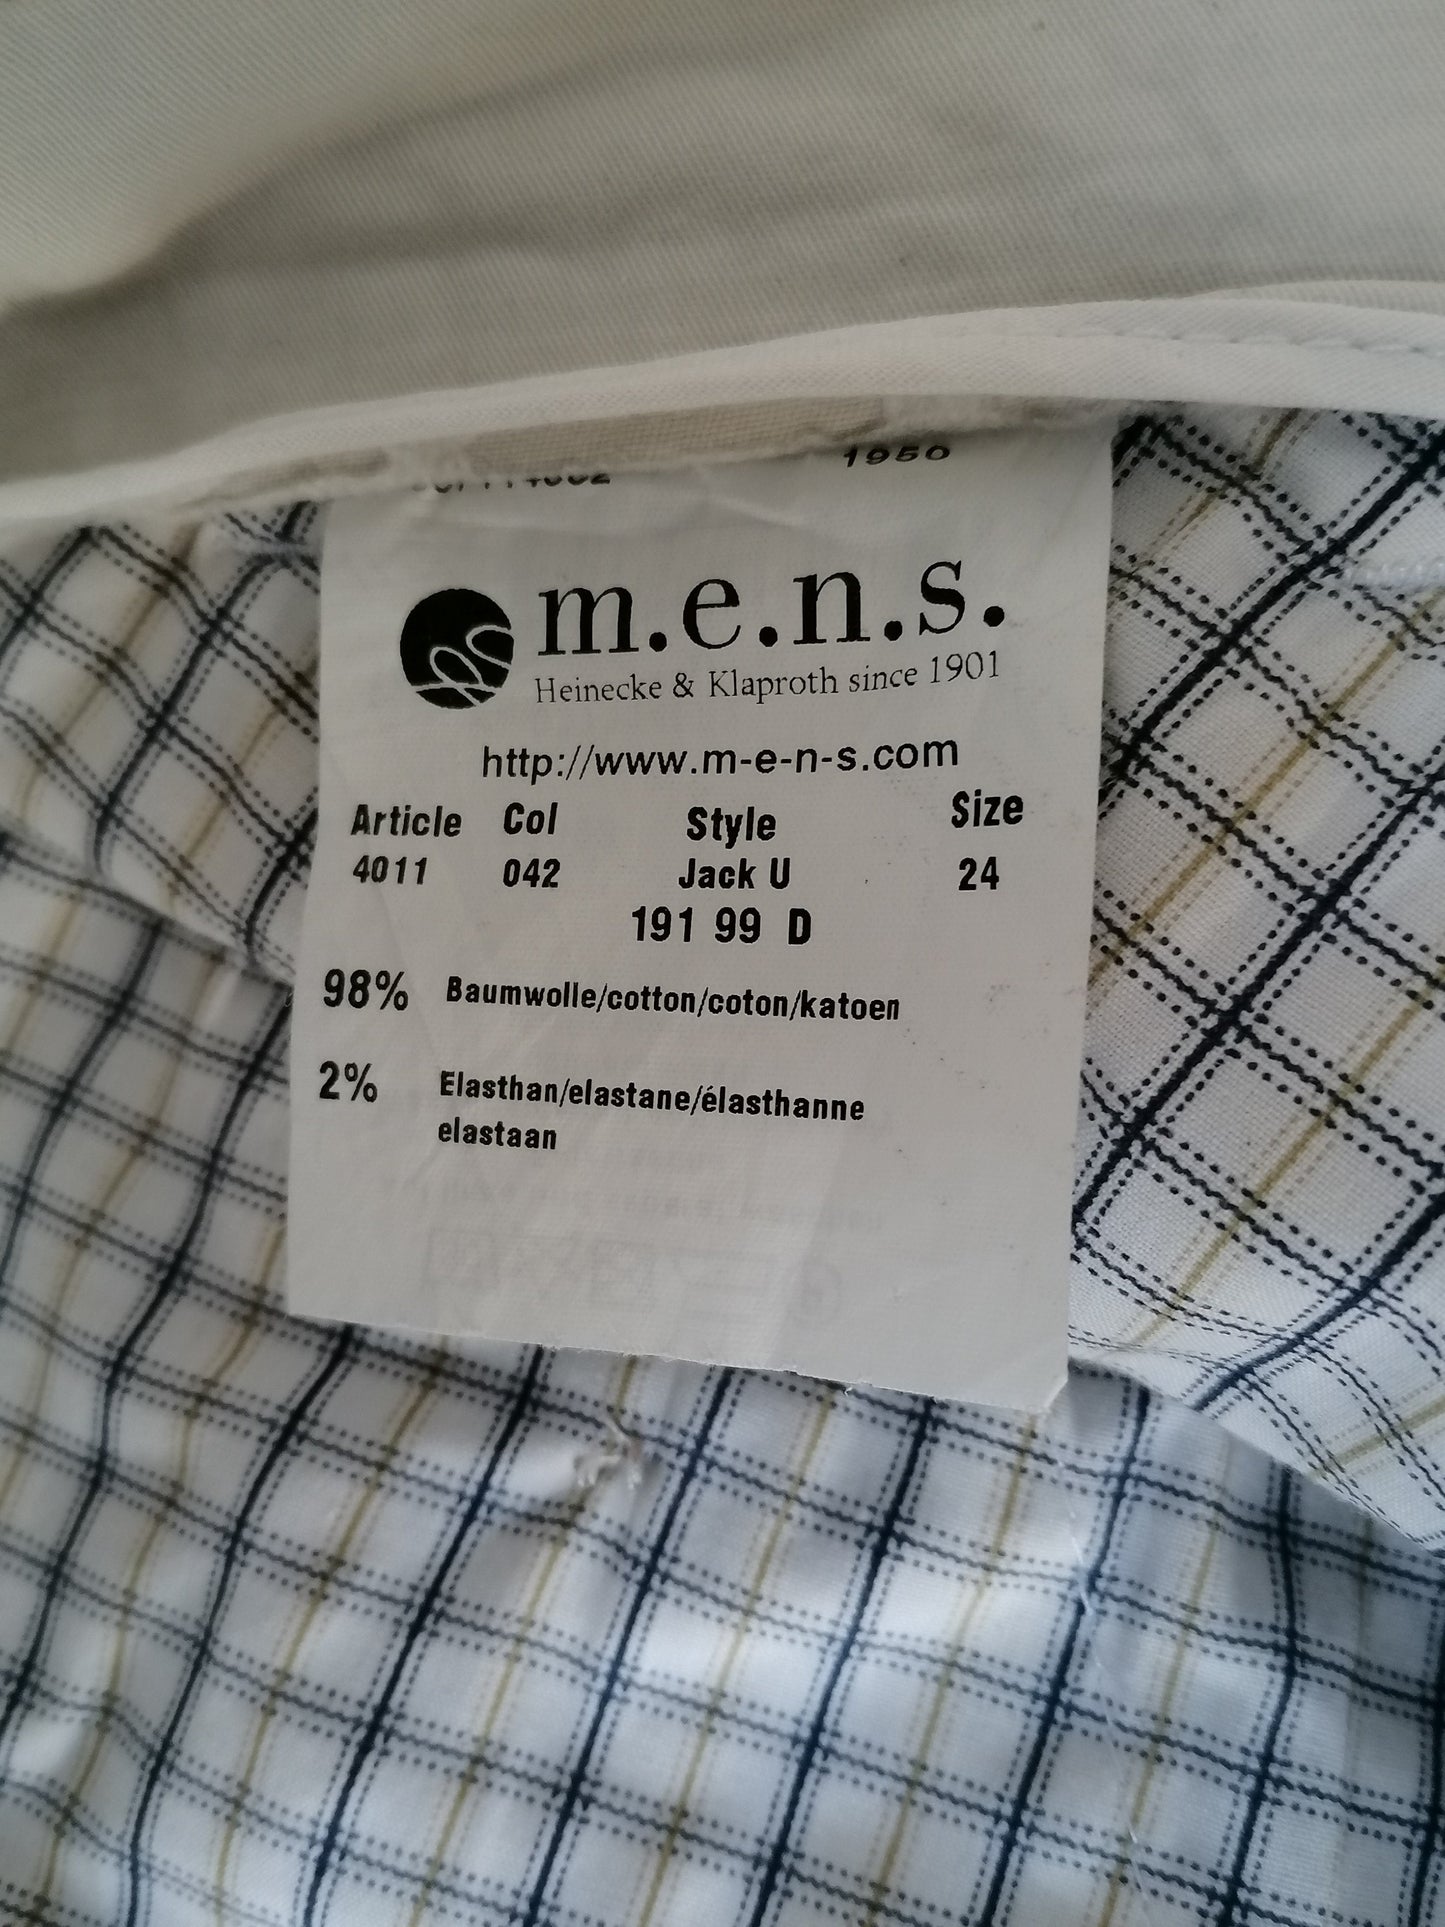 1950
m.e.n.s.
Heinecke & Klaproth since 1901
http://www.m-e-n-s.com
Article Col Style Size
4011 042 Jack U 24
191 99 D
98% Baumwolle/cotton/coton/katoen
2% Elasthan/elastane/élasthanne
elastaan